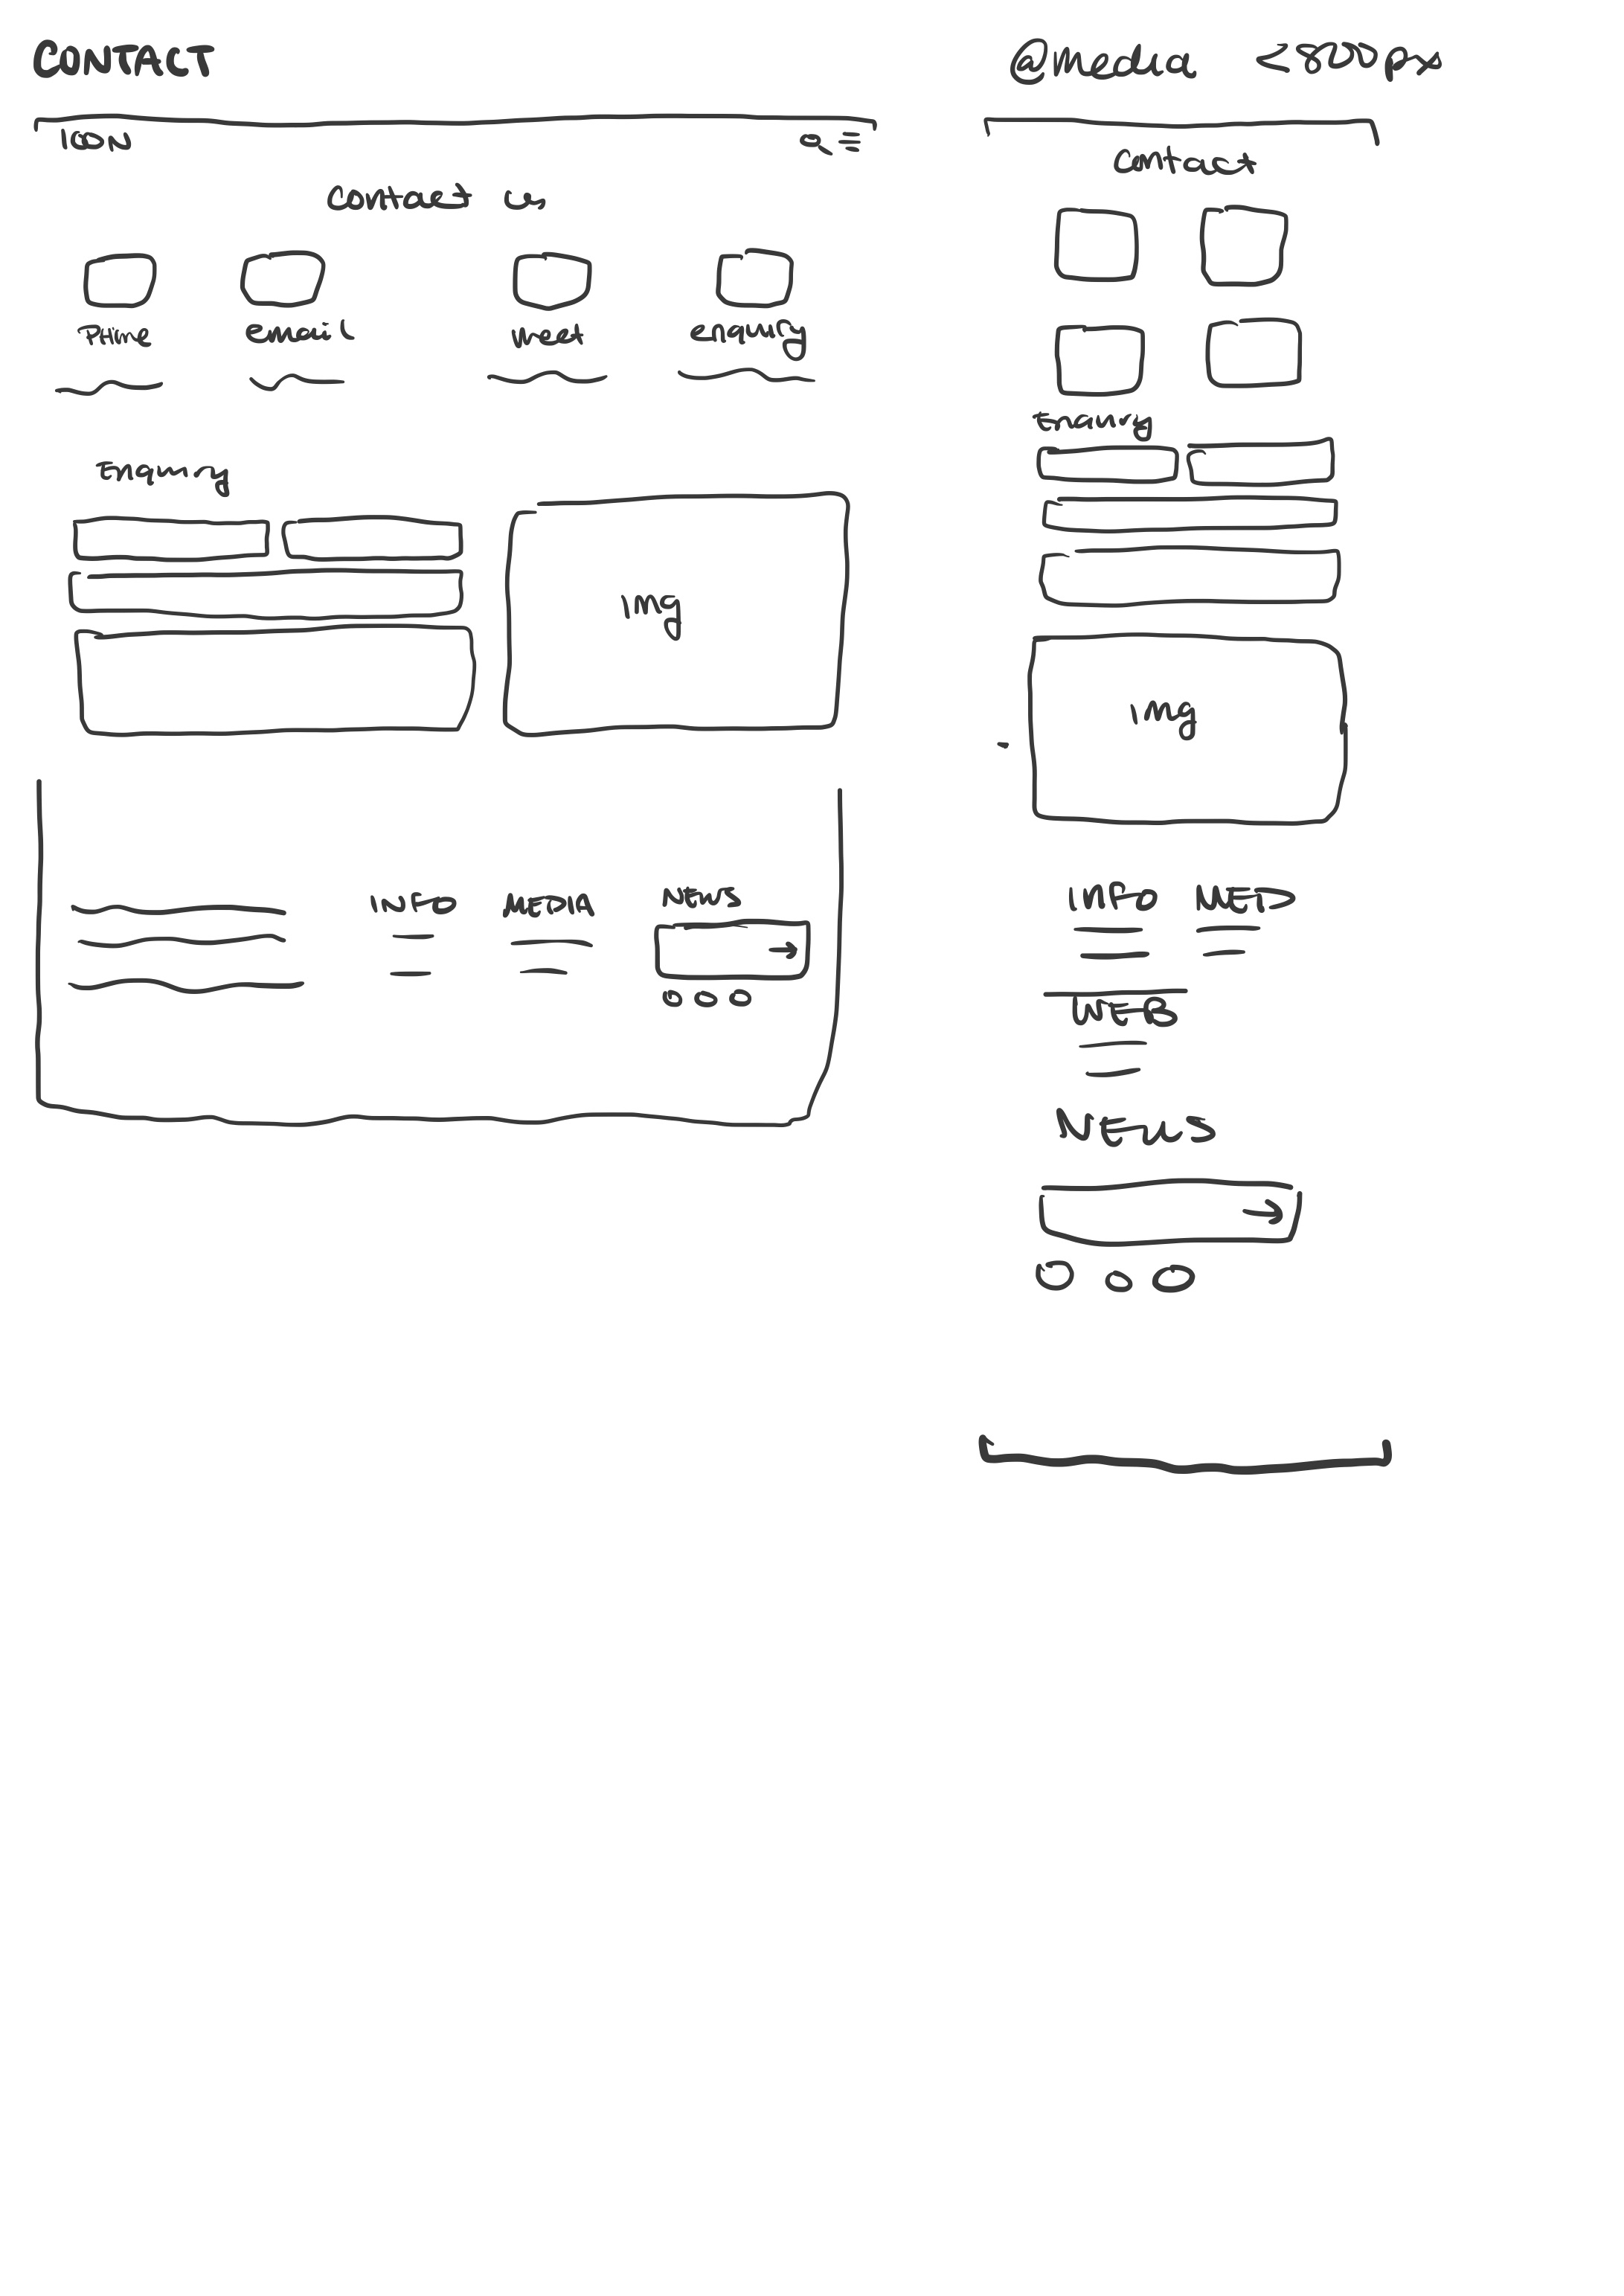 CONTACT
ICON
Contact us
Phone
email
Meet
enquiry
Enquiry
img
INFO
MEDIA
NEWS
@media <800px
Contact
Enquiry
img
INFO
MED
WEB
NEWS